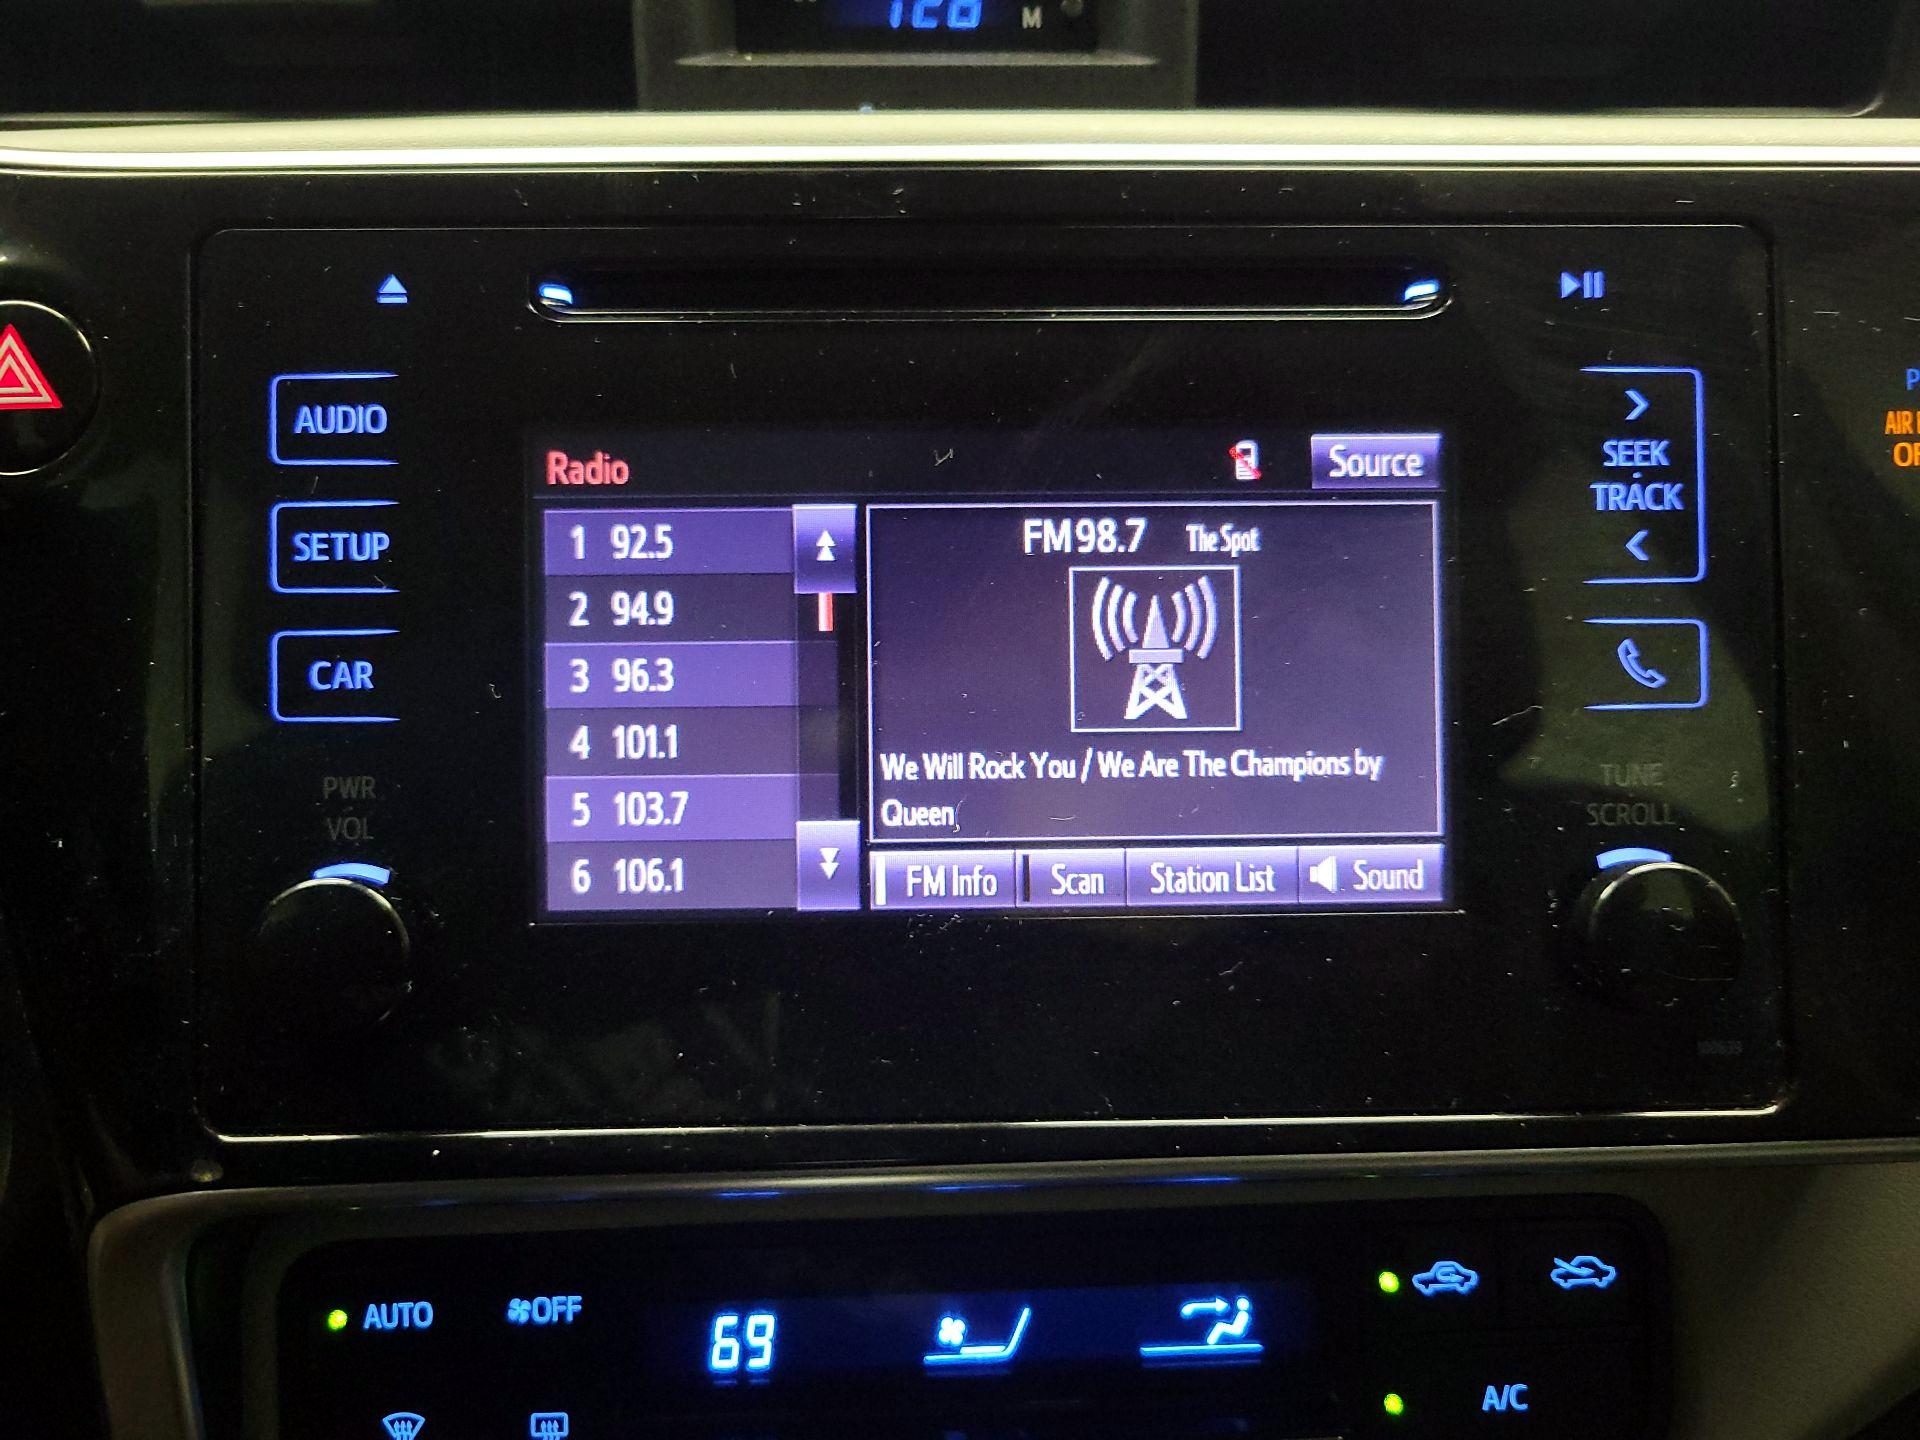 M
AUDIO
SETUP
CAR
PWR
VOL
Radio
Source
1 92.5
2 94.9
3 96.3
4 101.1
5 103.7
6 106.1
FM 98.7 The Spot
We Will Rock You / We Are The Champions by
Queen
FM Info
Scan
Station List
Sound
>
SEEK
TRACK
<
TUNE
SCROLL
AUTO
OFF
69
A/C
AIR